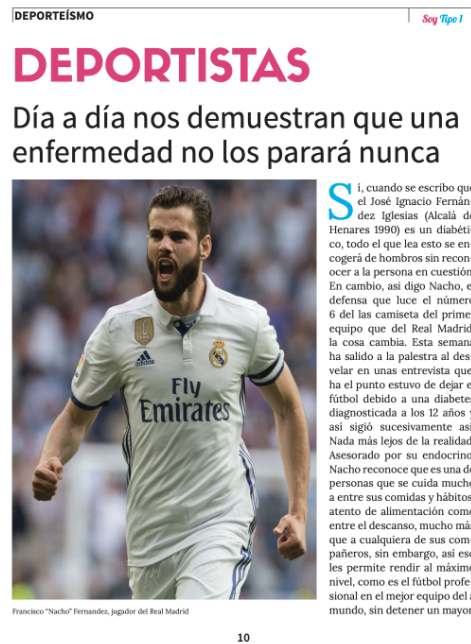 DEPORTEÍSMO
Soy Tipo 1
DEPORTISTAS
Día a día nos demuestran que una
enfermedad no los parará nunca
Sí, cuando se escribo que
el José Ignacio Fernán-
dez Iglesias (Alcalá de
Henares 1990) es un diabéti-
co, todo el que lea esto se en-
cogerá de hombros sin recon-
ocer a la persona en cuestión.
En cambio, asi digo Nacho, e
defensa que luce el número
6 del las camiseta del primer
equipo que del Real Madrid
la cosa cambia. Esta semana
ha salido a la palestra al des-
velar en unas entrevista que
ha el punto estuvo de dejar el
fútbol debido a una diabetes
diagnosticada a los 12 años y
asi sigió sucesivamente asi.
Nada más lejos de la realidad.
Asesorado por su endocrino,
Nacho reconoce que es una de
personas que se cuida mucho
a entre sus comidas y hábitos,
atento de alimentación como
entre el descanso, mucho más
que a cualquiera de sus com-
pañeros, sin embargo, así eso
les permite rendir al máximo
nivel, como es el fútbol profe-
sional en el mejor equipo del
mundo, sin detener un mayor
adidas
Fly
Emirates
Francisco "Nacho" Fernandez, jugador del Real Madrid
10